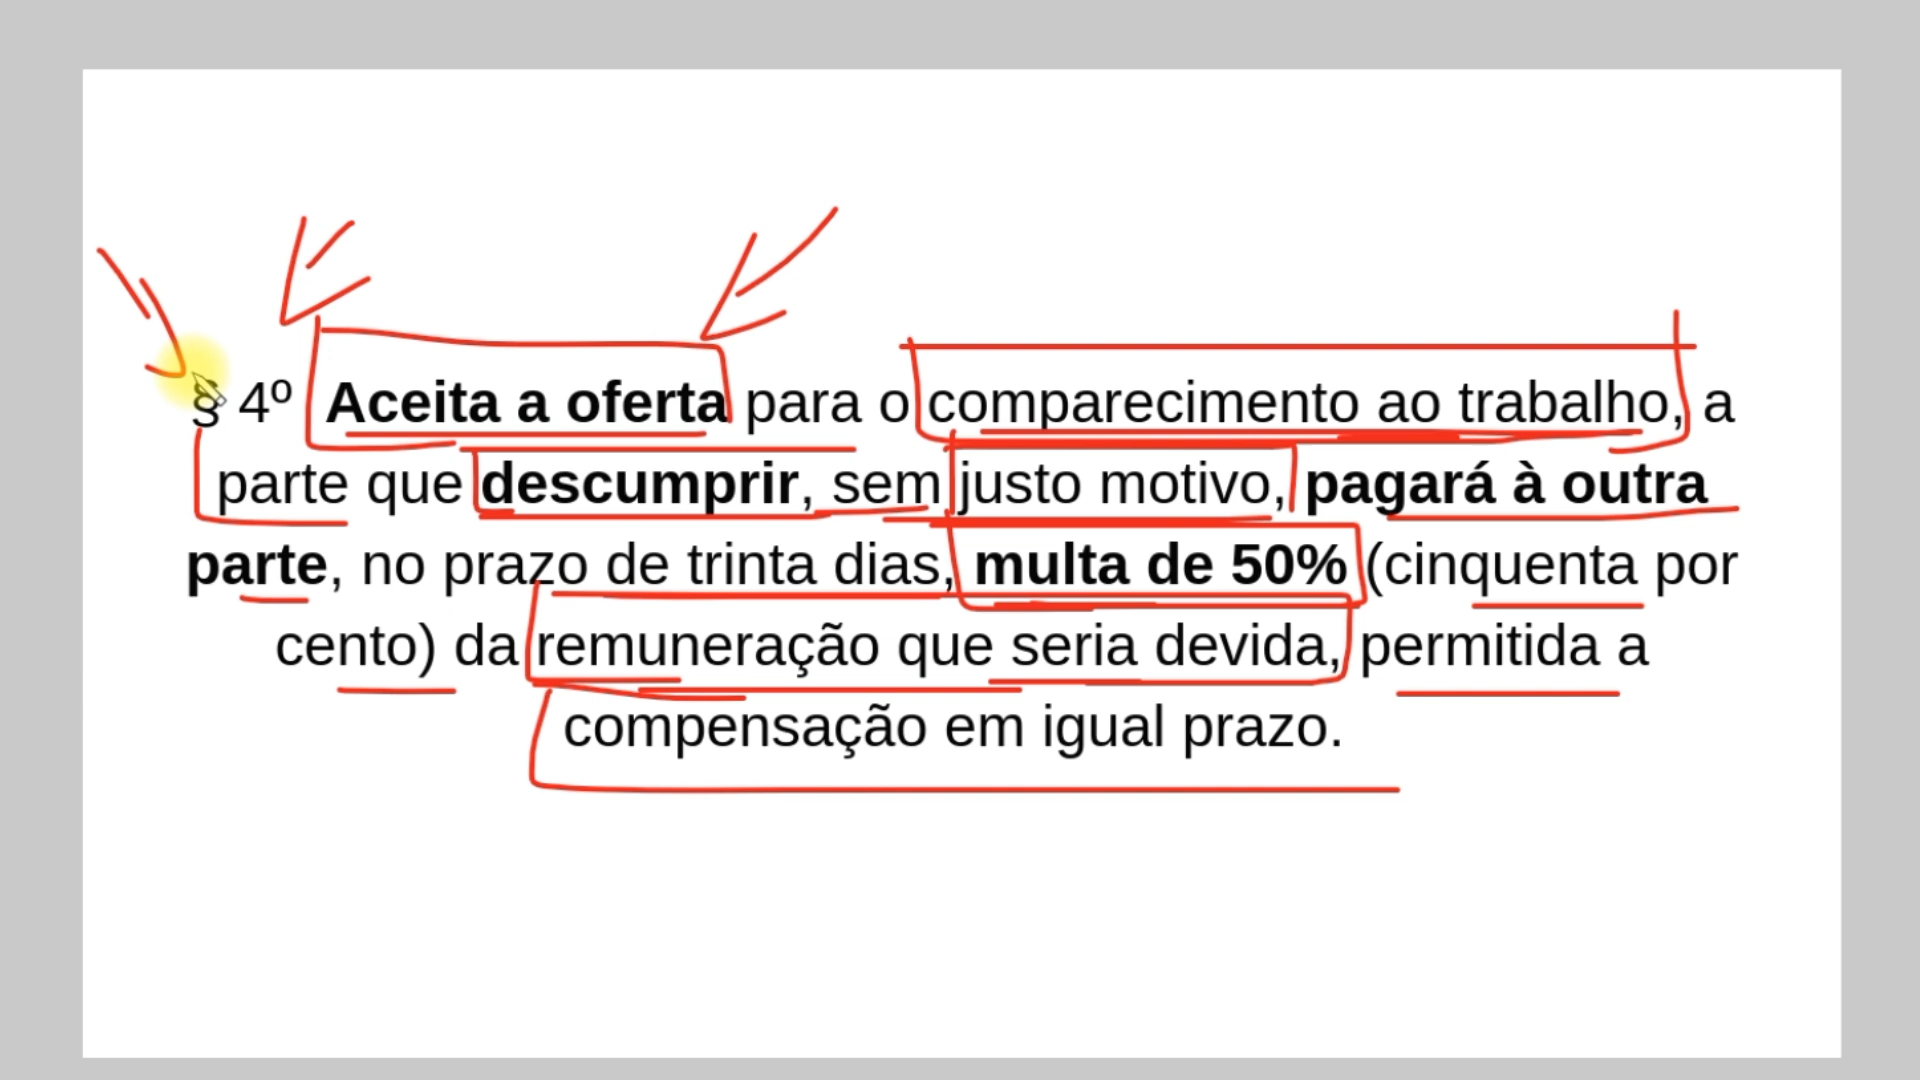 § 4º Aceita a oferta para o comparecimento ao trabalho, a
parte que descumprir, sem justo motivo, pagará à outra
parte, no prazo de trinta dias, multa de 50% (cinquenta por
cento) da remuneração que seria devida, permitida a
compensação em igual prazo.